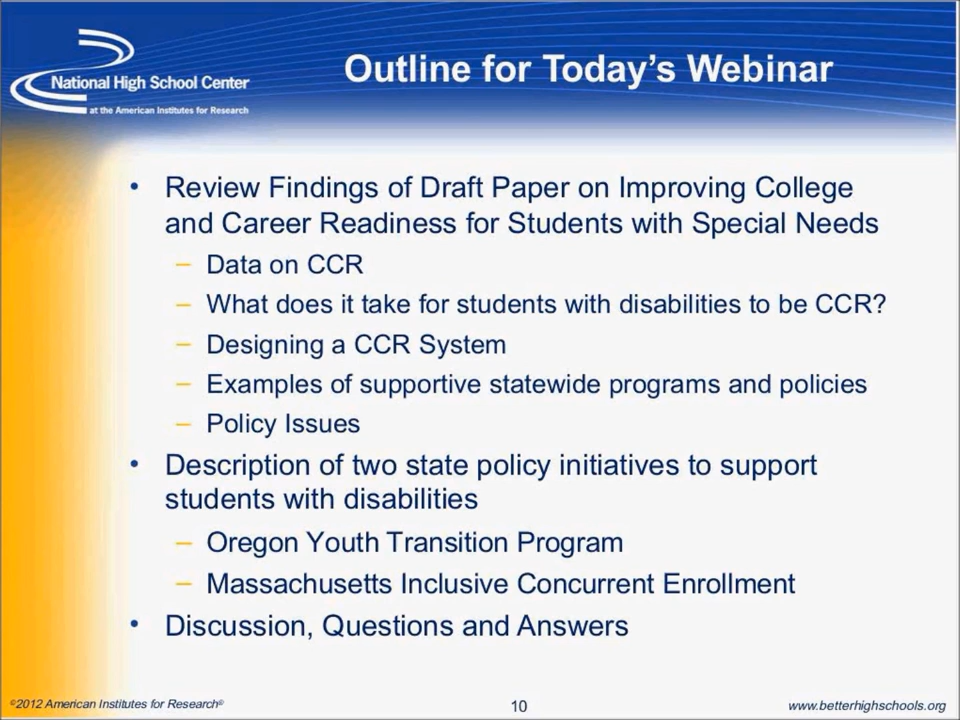 National High School Center
at the American Institutes for Research
Outline for Today's Webinar
• Review Findings of Draft Paper on Improving College
and Career Readiness for Students with Special Needs
– Data on CCR
– What does it take for students with disabilities to be CCR?
– Designing a CCR System
– Examples of supportive statewide programs and policies
– Policy Issues
• Description of two state policy initiatives to support
students with disabilities
– Oregon Youth Transition Program
– Massachusetts Inclusive Concurrent Enrollment
• Discussion, Questions and Answers
©2012 American Institutes for Research®
10
www.betterhighschools.org